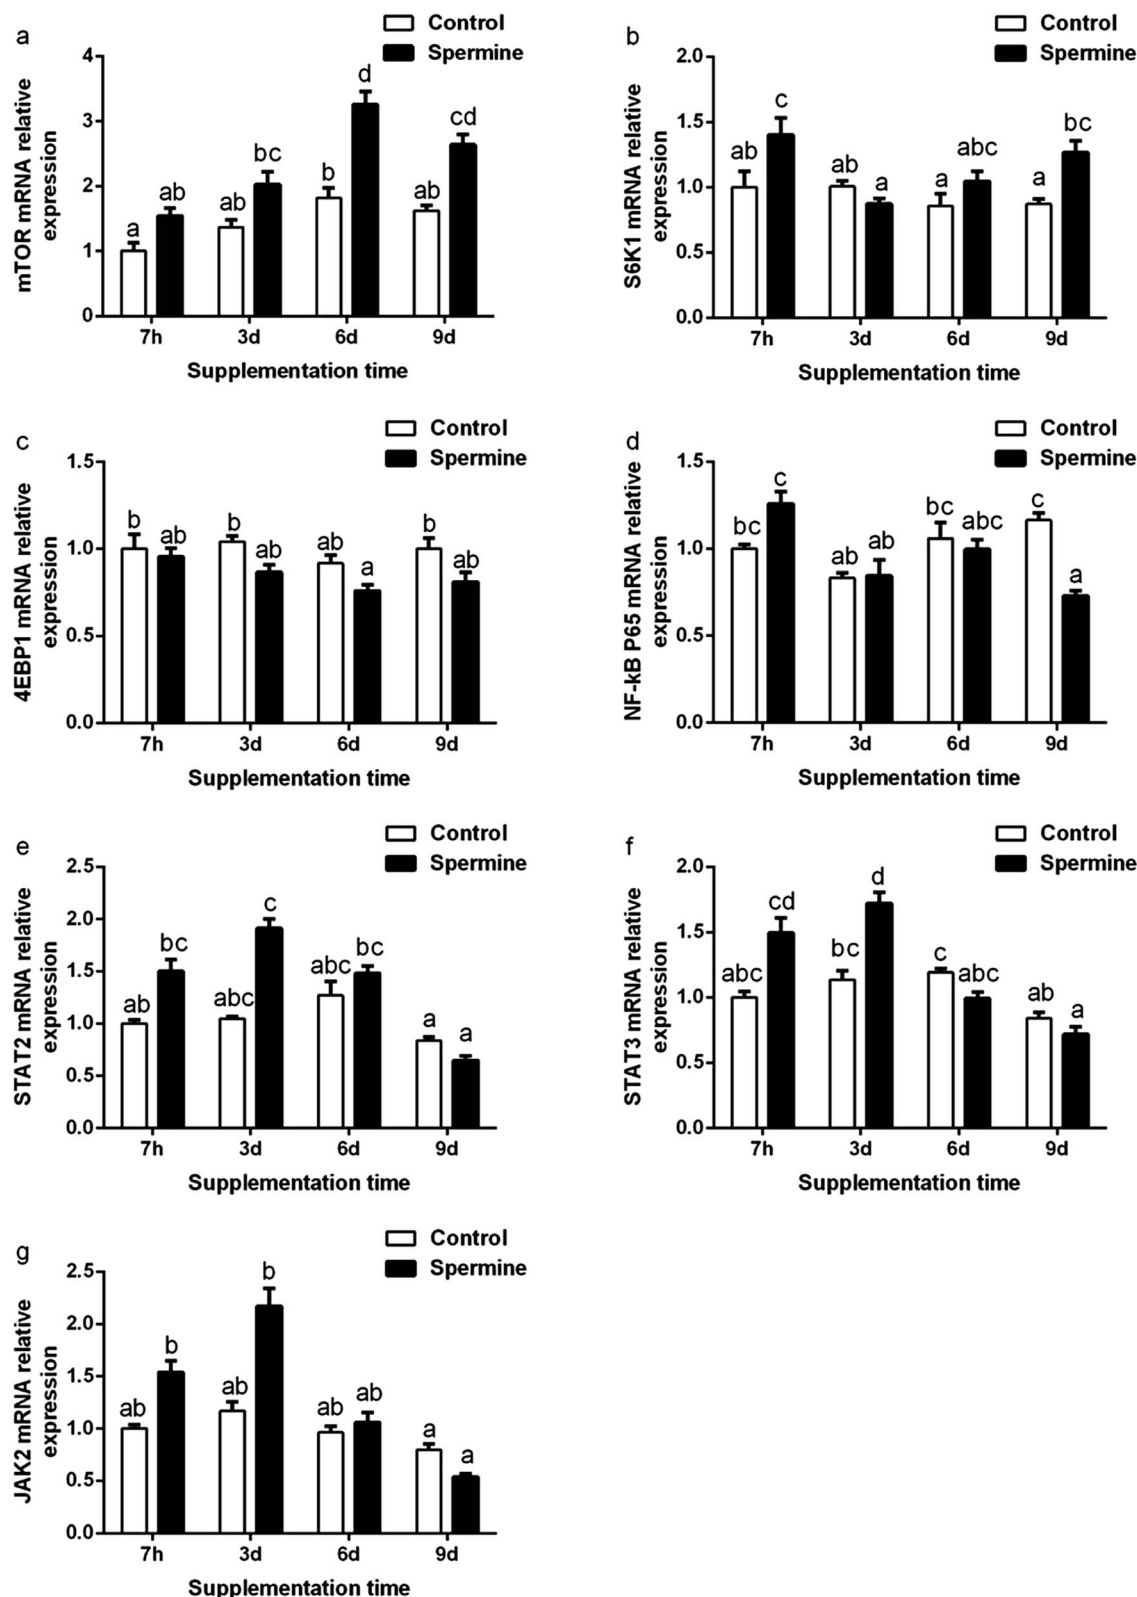 a
Control
Spermine
mTOR mRNA relative
expression
4
3
2
1
0
a
ab
ab
bc
b
d
ab
cd
7h 3d 6d 9d
Supplementation time
b
Control
Spermine
S6K1 mRNA relative
expression
2.0
1.5
1.0
0.5
0.0
ab
c
ab
a
a
abc
a
bc
7h 3d 6d 9d
Supplementation time
c
Control
Spermine
4EBP1 mRNA relative
expression
1.5
1.0
0.5
0.0
b
ab
b
ab
ab
a
b
ab
7h 3d 6d 9d
Supplementation time
d
Control
Spermine
NF-kB P65 mRNA relative
expression
1.5
1.0
0.5
0.0
bc
c
ab
ab
bc
abc
c
a
7h 3d 6d 9d
Supplementation time
e
Control
Spermine
STAT2 mRNA relative
expression
2.5
2.0
1.5
1.0
0.5
0.0
ab
bc
abc
c
abc
bc
a
a
7h 3d 6d 9d
Supplementation time
f
Control
Spermine
STAT3 mRNA relative
expression
2.0
1.5
1.0
0.5
0.0
abc
cd
bc
d
c
abc
ab
a
7h 3d 6d 9d
Supplementation time
g
Control
Spermine
JAK2 mRNA relative
expression
2.5
2.0
1.5
1.0
0.5
0.0
ab
b
ab
b
ab
ab
a
a
7h 3d 6d 9d
Supplementation time